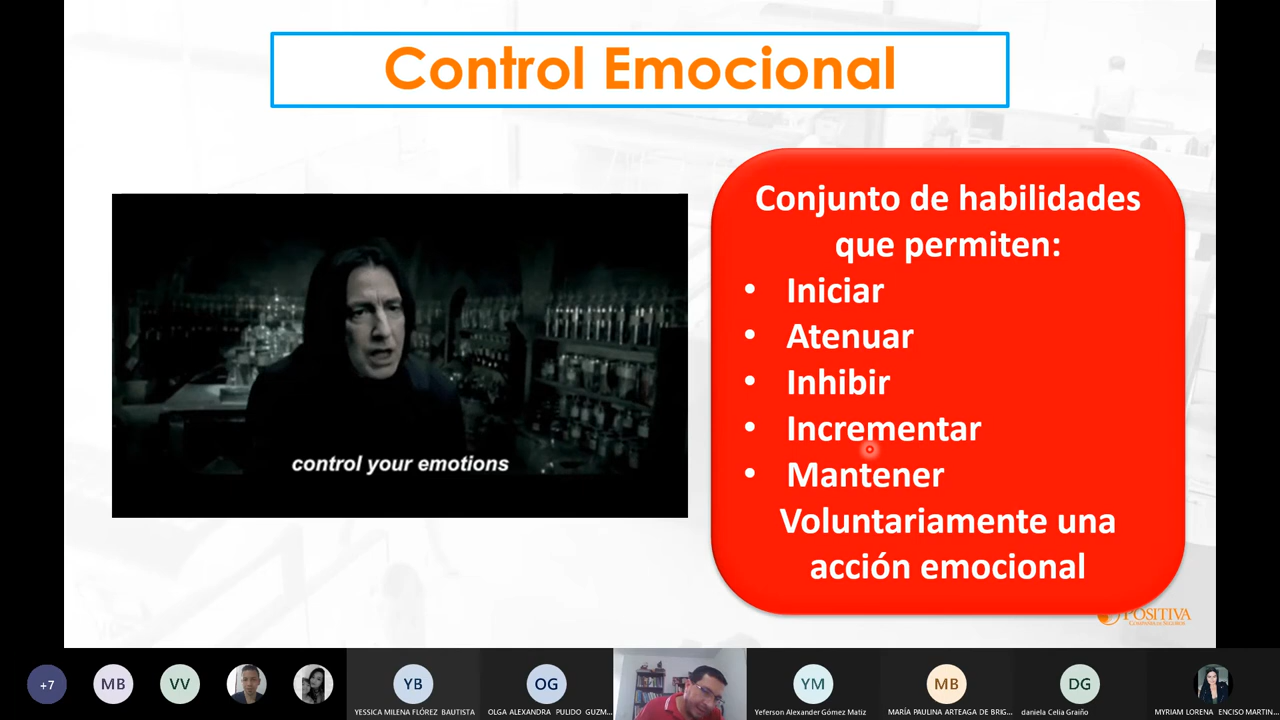 Control Emocional
Conjunto de habilidades
que permiten:
• Iniciar
• Atenuar
• Inhibir
• Incrementar
• Mantener
Voluntariamente una
acción emocional
control your emotions
POSITIVA
COMPAÑÍA DE SEGUROS
+7
MB
VV
YB
YESSICA MILENA FLÓREZ BAUTISTA
OG
OLGA ALEXANDRA PULIDO GUZM...
YM
Yeferson Alexander Gómez Matiz
MB
MARÍA PAULINA ARTEAGA DE BRIG...
DG
daniela Celia Graiño
MYRIAM LORENA ENCISO MARTIN...